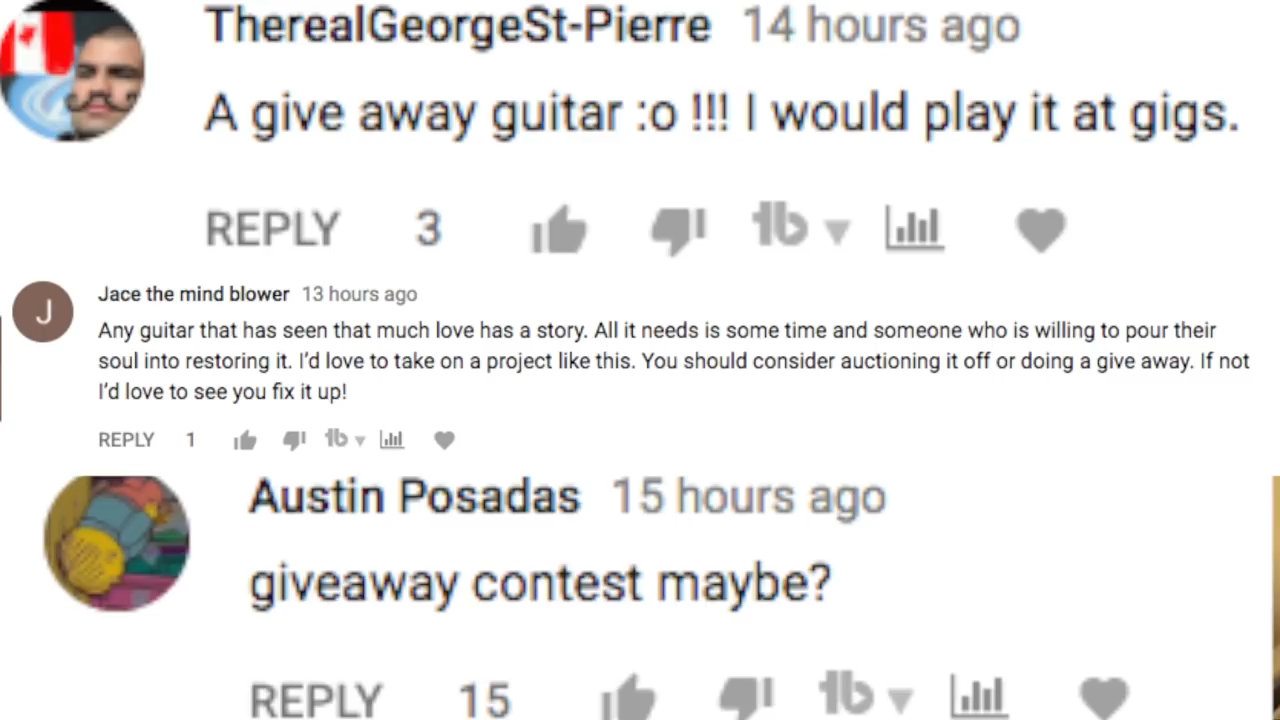 TherealGeorgeSt-Pierre 14 hours ago
A give away guitar :o !!! I would play it at gigs.
REPLY 3
Jace the mind blower 13 hours ago
J
Any guitar that has seen that much love has a story. All it needs is some time and someone who is willing to pour their
soul into restoring it. I'd love to take on a project like this. You should consider auctioning it off or doing a give away. If not
I'd love to see you fix it up!
REPLY 1
Austin Posadas 15 hours ago
giveaway contest maybe?
REPLY 15